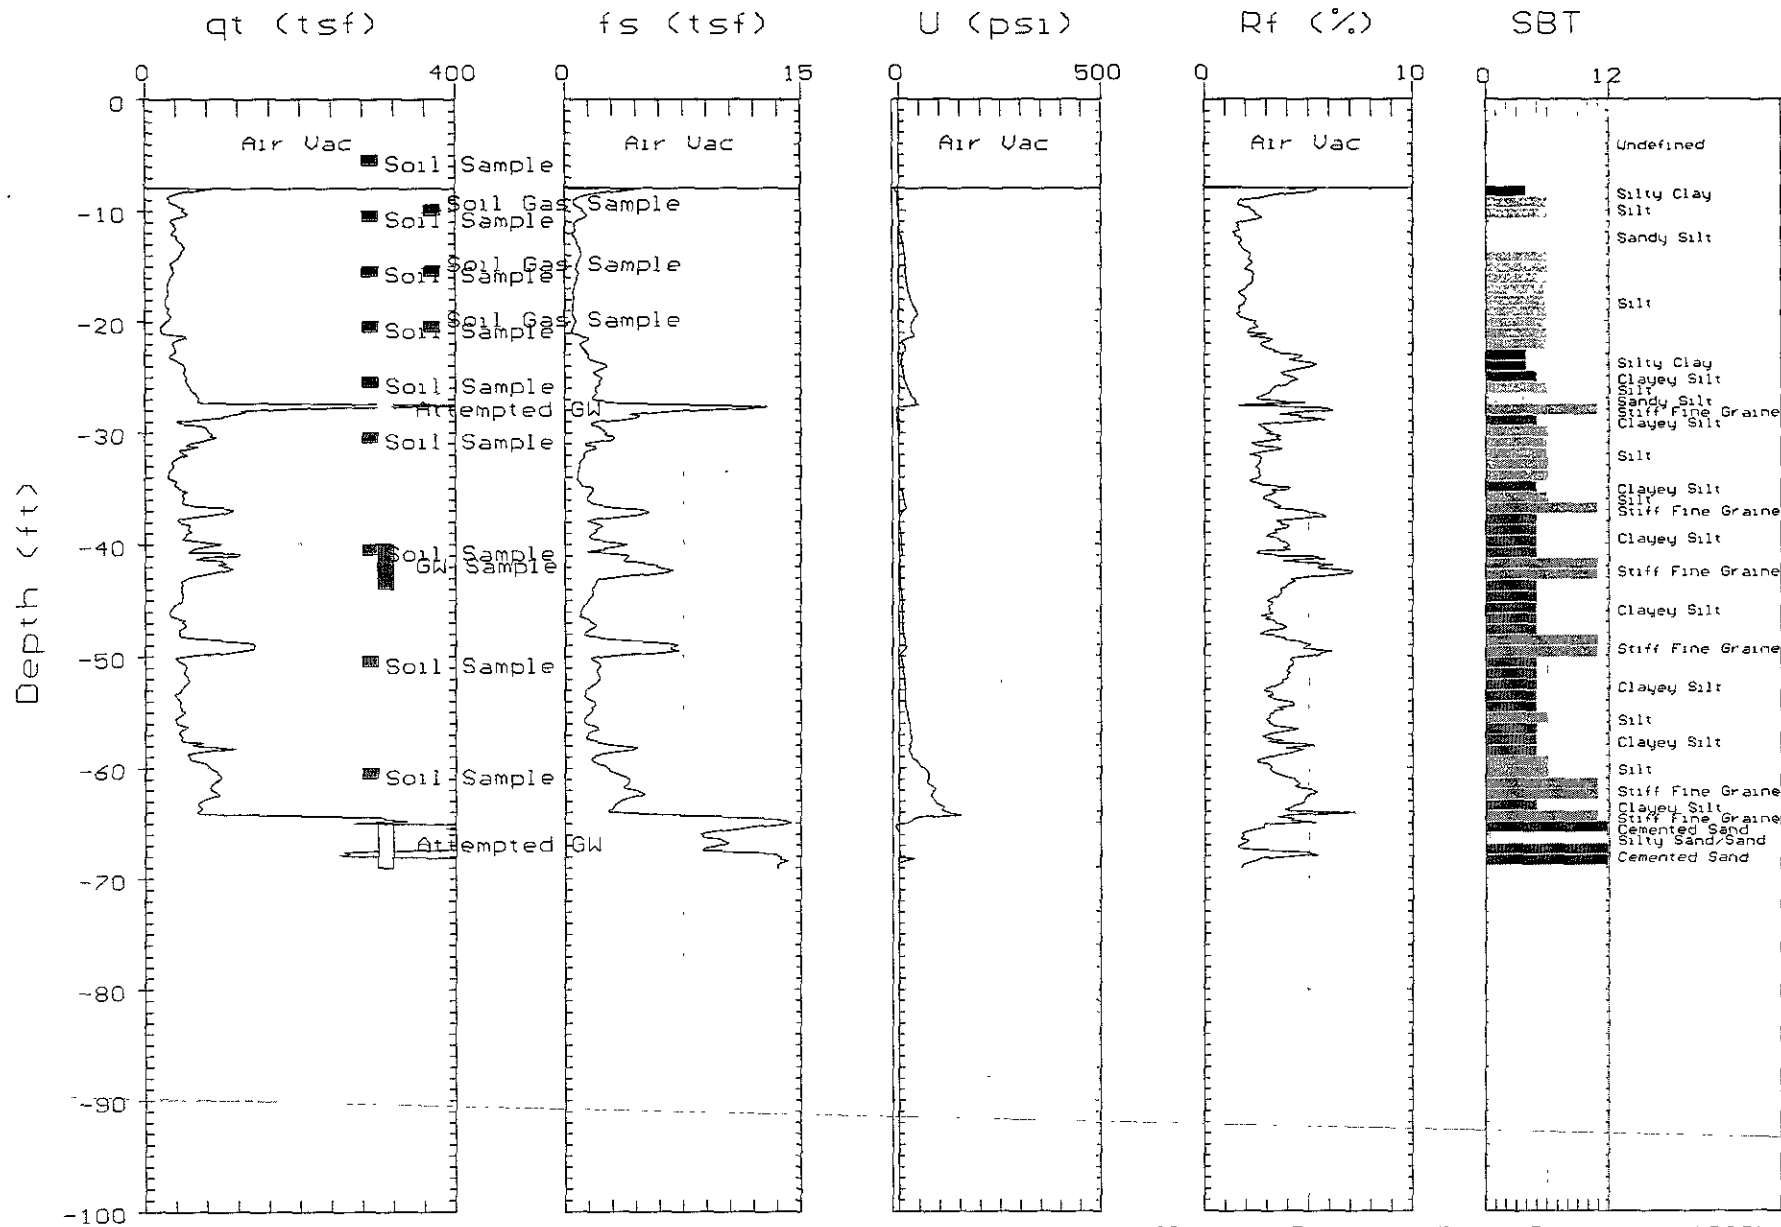 qt (tsf) fs (tsf) U (psi) Rf (%) SBT
0 400 0 15 0 500 0 10 0 12
0
-10
-20
-30
-40
-50
-60
-70
-80
-90
-100
Depth (ft)
Air Vac
Soil Sample
Soil Gas Sample
Soil Sample
Soil Gas Sample
Soil Sample
Soil Gas Sample
Soil Sample
Soil Sample
Attempted GW
Soil Sample
Soil Sample
GW Sample
Soil Sample
Soil Sample
Attempted GW
Air Vac
Air Vac
Air Vac
Undefined
Silty Clay
Silt
Sandy Silt
Silt
Silty Clay
Clayey Silt
Silt
Sandy Silt
Stiff Fine Graine
Clayey Silt
Silt
Clayey Silt
Silt
Stiff Fine Graine
Clayey Silt
Stiff Fine Graine
Clayey Silt
Stiff Fine Graine
Clayey Silt
Silt
Clayey Silt
Silt
Stiff Fine Graine
Clayey Silt
Stiff Fine Graine
Cemented Sand
Silty Sand/Sand
Cemented Sand